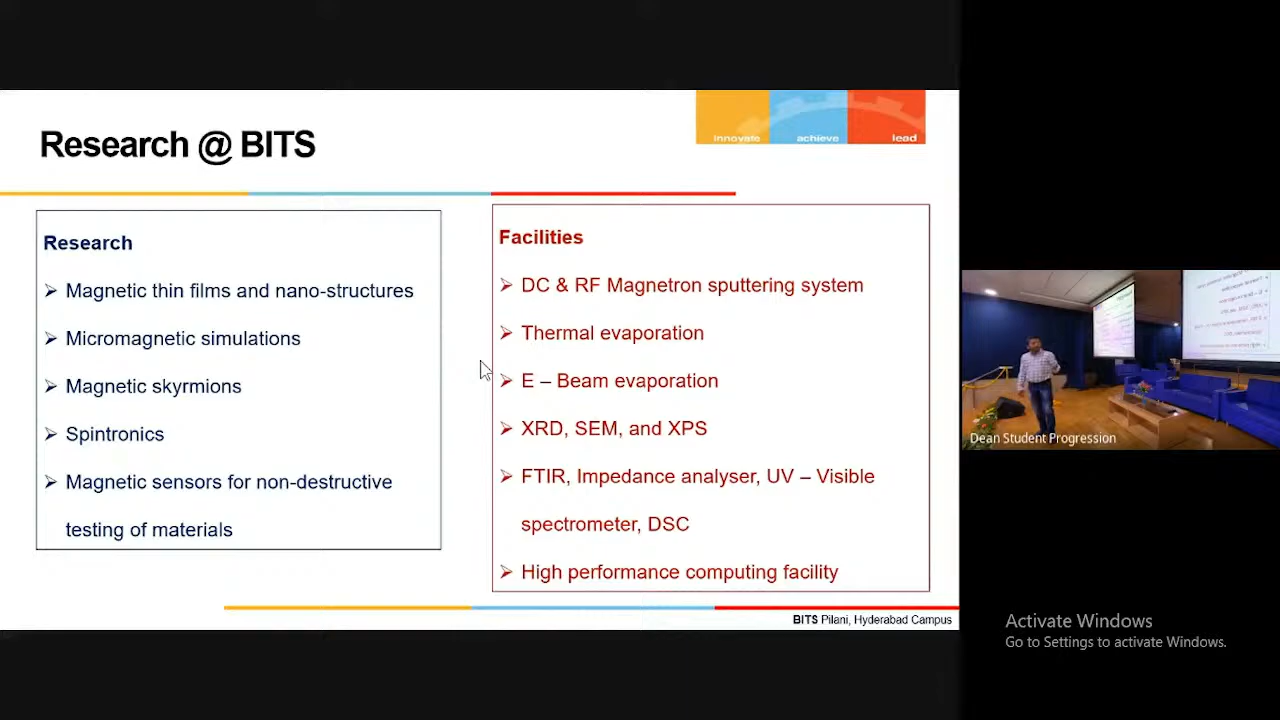 innovate achieve lead
Research @ BITS
Research
➢ Magnetic thin films and nano-structures
➢ Micromagnetic simulations
➢ Magnetic skyrmions
➢ Spintronics
➢ Magnetic sensors for non-destructive
testing of materials
Facilities
➢ DC & RF Magnetron sputtering system
➢ Thermal evaporation
➢ E – Beam evaporation
➢ XRD, SEM, and XPS
➢ FTIR, Impedance analyser, UV – Visible
spectrometer, DSC
➢ High performance computing facility
BITS Pilani, Hyderabad Campus
Dean Student Progression
Activate Windows
Go to Settings to activate Windows.